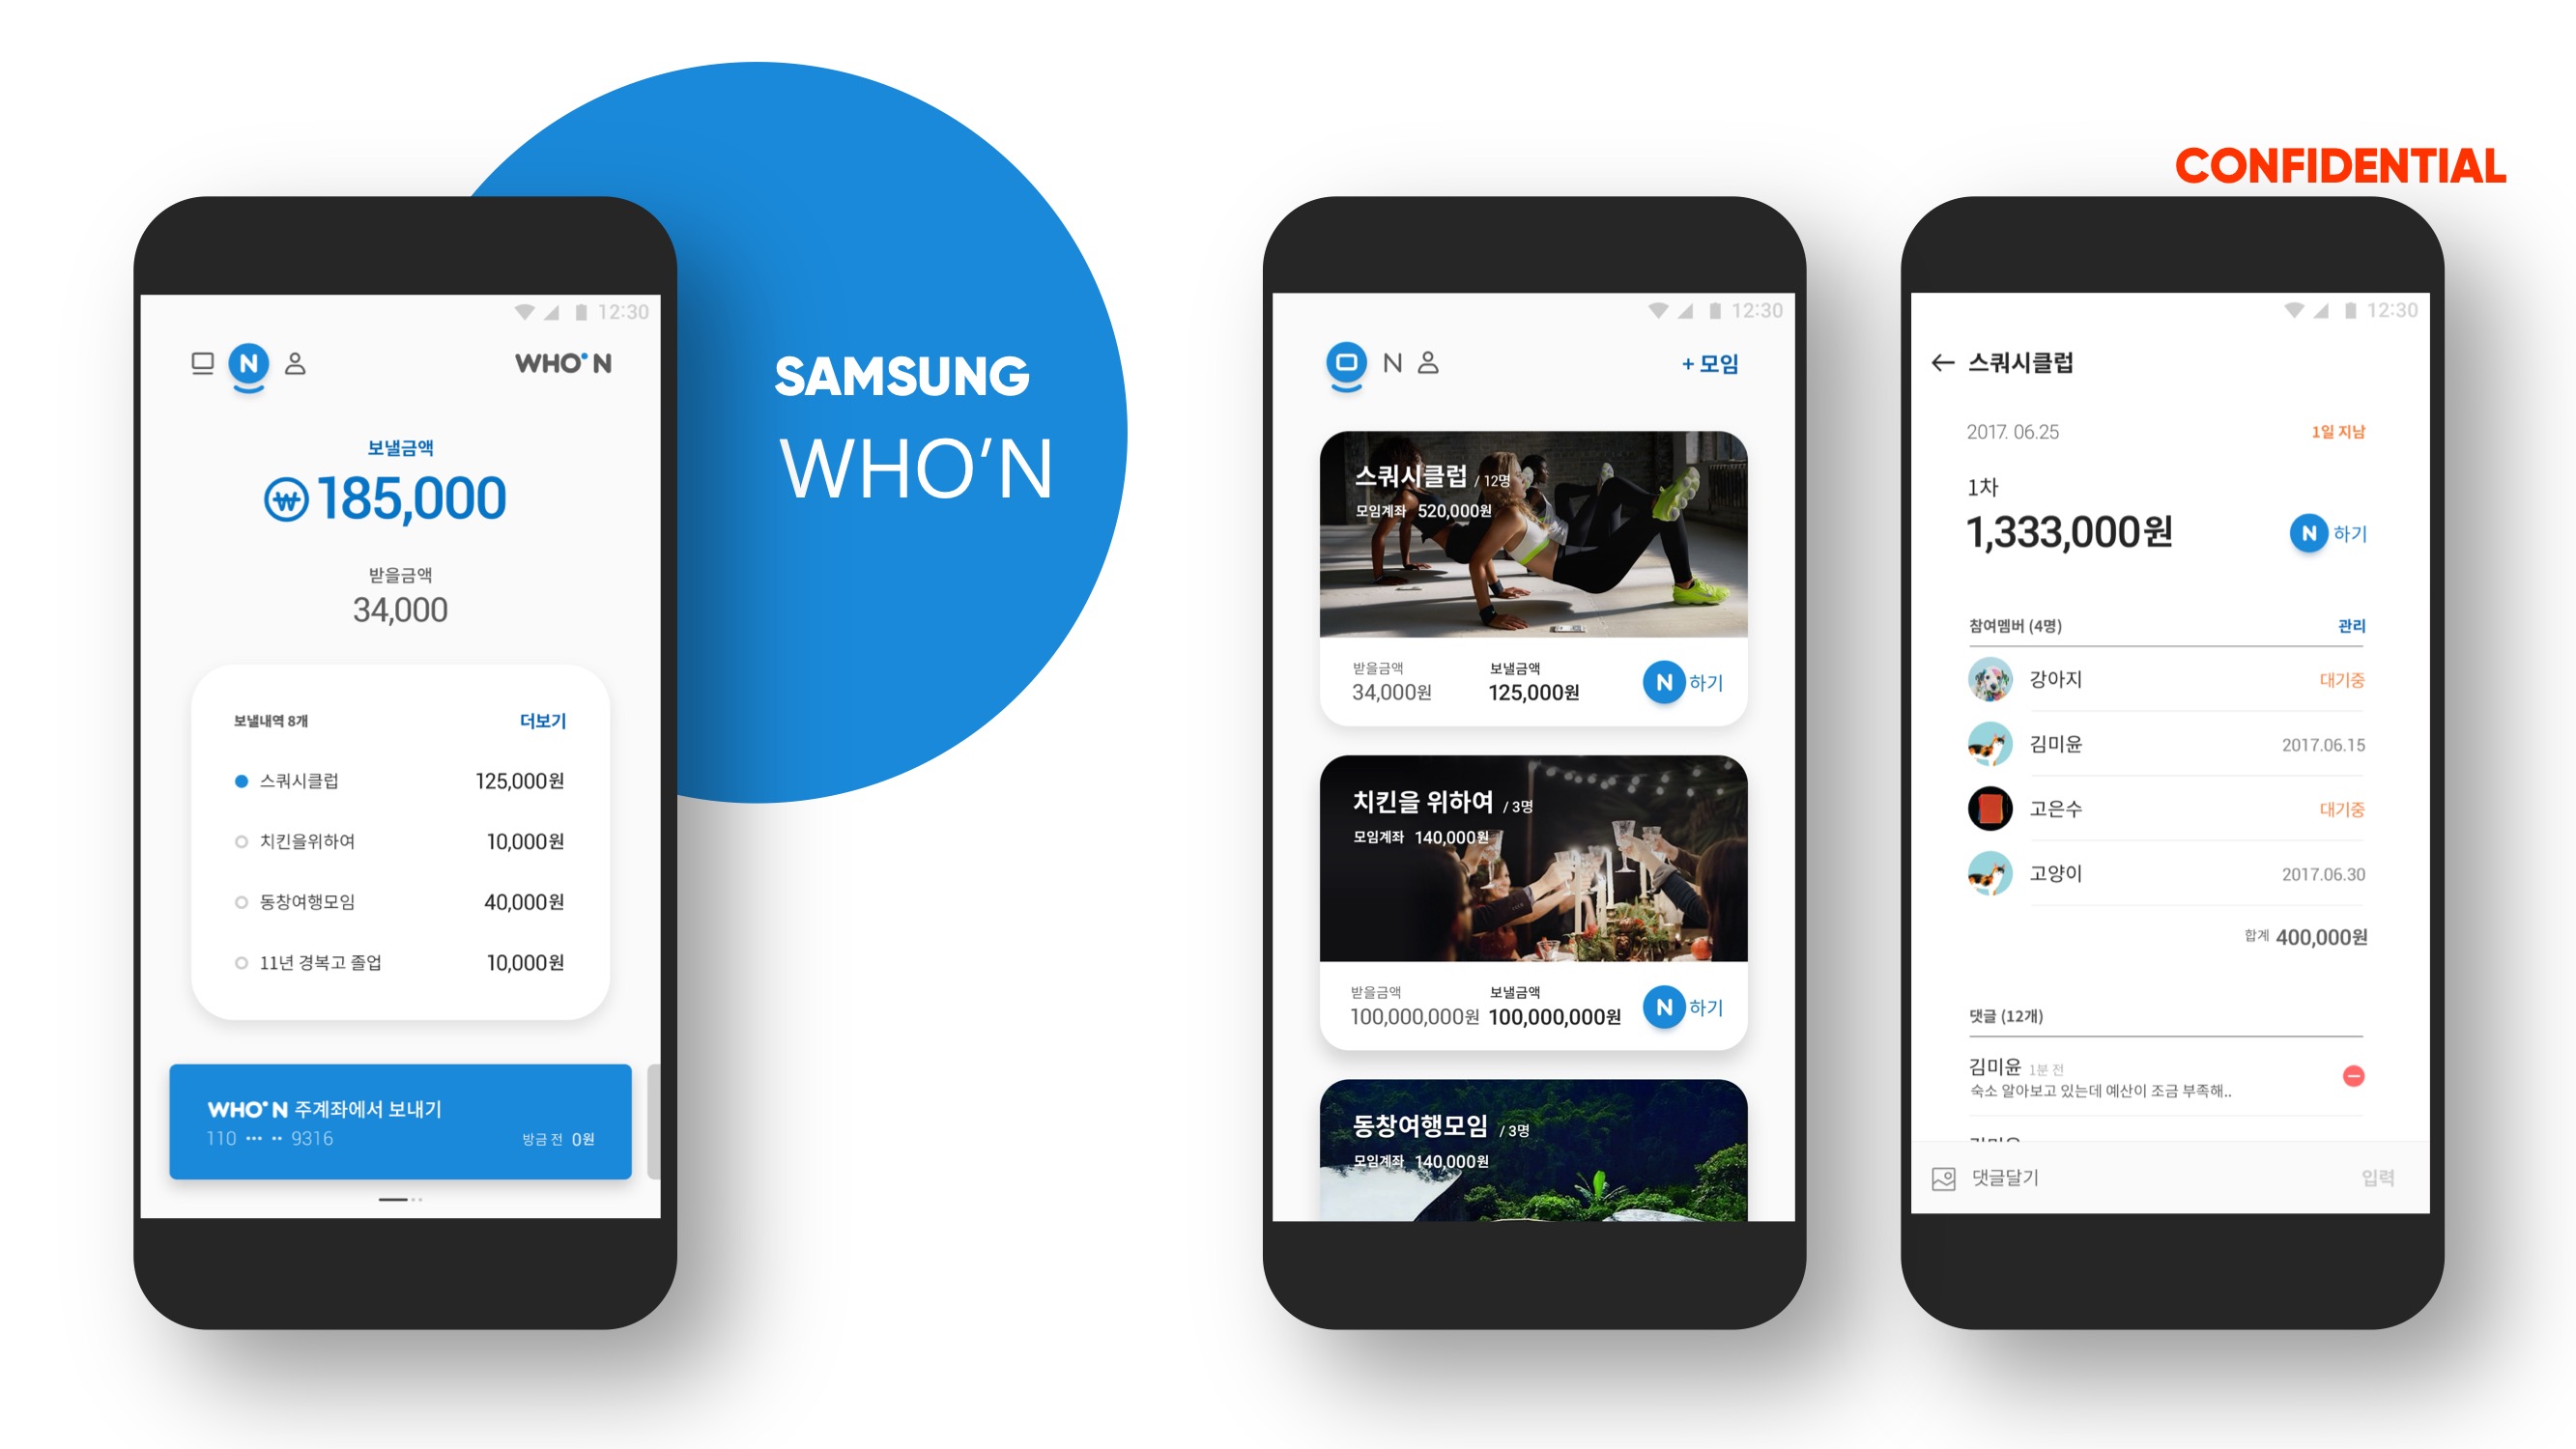 CONFIDENTIAL
SAMSUNG
WHO'N
12:30
N
WHO'N
보낼금액
₩185,000
받을금액
34,000
보낼내역 8개 더보기
스쿼시클럽 125,000원
치킨을위하여 10,000원
동창여행모임 40,000원
11년 경복고 졸업 10,000원
WHO'N 주계좌에서 보내기
110 ••• •• 9316 방금 전 0원
12:30
N + 모임
스쿼시클럽 / 12명
모임계좌 520,000원
받을금액 보낼금액
34,000원 125,000원 N 하기
치킨을 위하여 / 3명
모임계좌 140,000원
받을금액 보낼금액
100,000,000원 100,000,000원 N 하기
동창여행모임 / 3명
모임계좌 140,000원
12:30
← 스쿼시클럽
2017. 06.25 1일 지남
1차
1,333,000원 N 하기
참여멤버 (4명) 관리
강아지 대기중
김미윤 2017.06.15
고은수 대기중
고양이 2017.06.30
합계 400,000원
댓글 (12개)
김미윤 1분 전
숙소 알아보고 있는데 예산이 조금 부족해..
댓글달기 입력